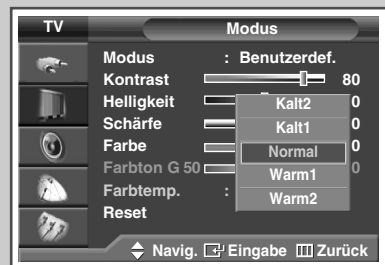 TV Modus
Modus : Benutzerdef.
Kontrast 80
Helligkeit 0
Schärfe 0
Farbe 0
Farbton G 50 0
Farbtemp. :
Reset
Kalt2
Kalt1
Normal
Warm1
Warm2
Navig. Eingabe Zurück